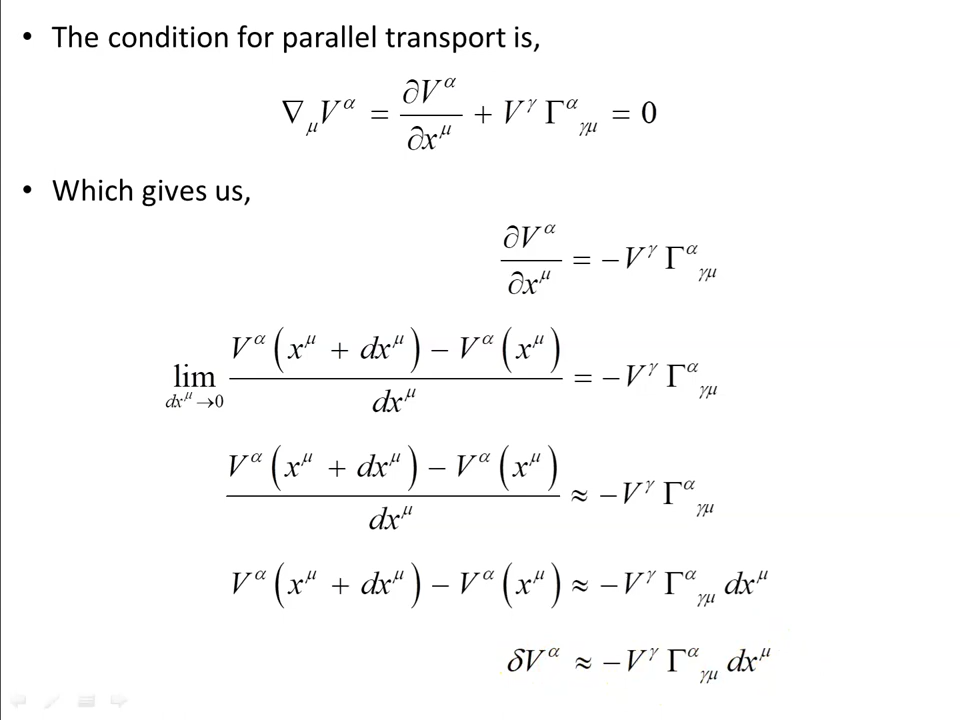 • The condition for parallel transport is,
∇_μ V^α = ∂V^α / ∂x^μ + V^γ Γ^α_γμ = 0
• Which gives us,
∂V^α / ∂x^μ = −V^γ Γ^α_γμ
lim_{dx^μ → 0} (V^α(x^μ + dx^μ) − V^α(x^μ)) / dx^μ = −V^γ Γ^α_γμ
(V^α(x^μ + dx^μ) − V^α(x^μ)) / dx^μ ≈ −V^γ Γ^α_γμ
V^α(x^μ + dx^μ) − V^α(x^μ) ≈ −V^γ Γ^α_γμ dx^μ
δV^α ≈ −V^γ Γ^α_γμ dx^μ